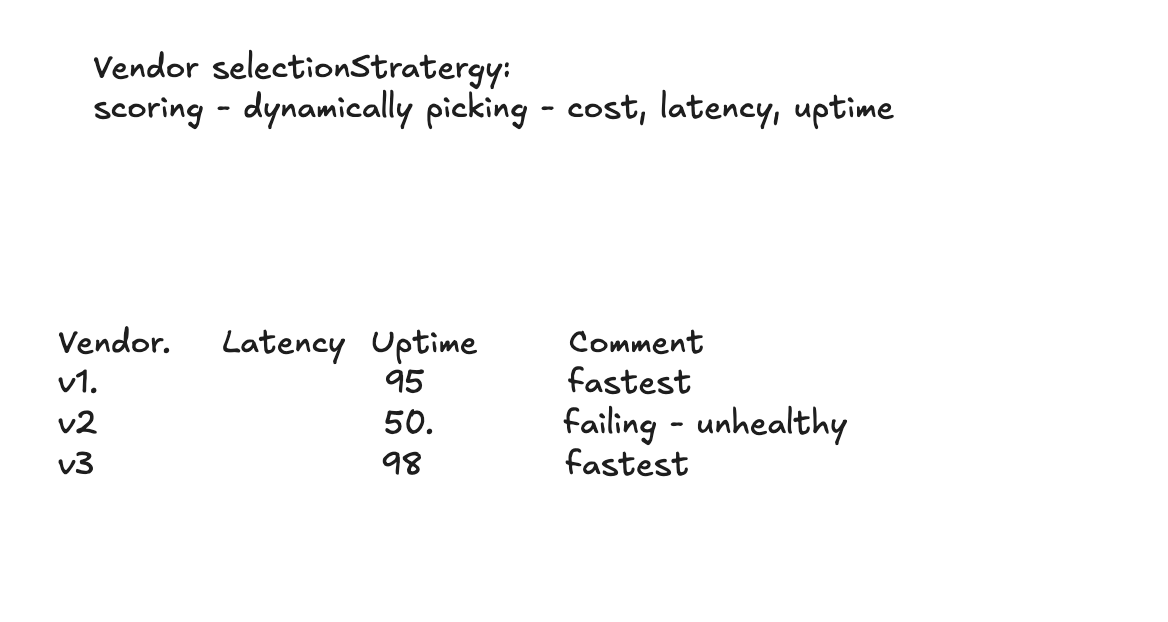 Vendor selectionStratergy:
scoring - dynamically picking - cost, latency, uptime
Vendor. Latency Uptime Comment
v1. 95 fastest
v2 50. failing - unhealthy
v3 98 fastest